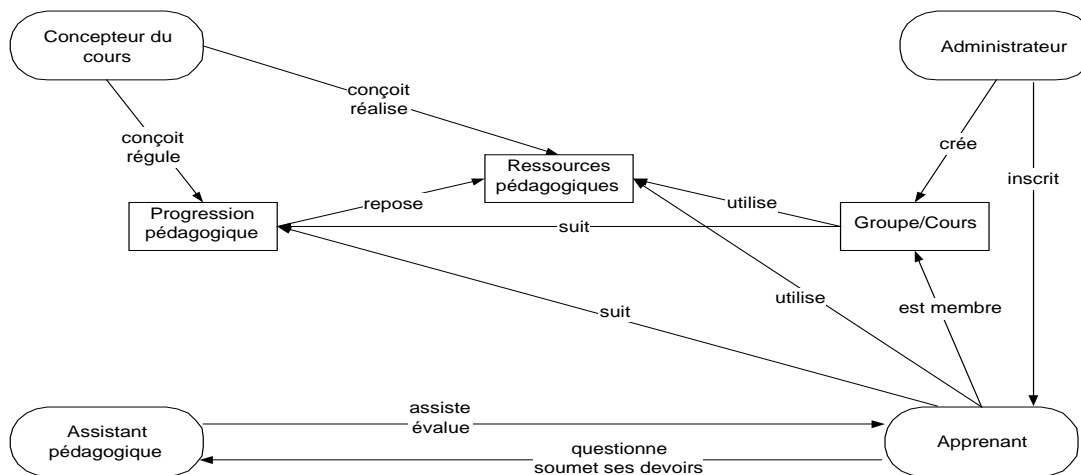 Concepteur du
cours
Administrateur
conçoit
réalise
conçoit
régule
crée
inscrit
Ressources
pédagogiques
repose
utilise
Progression
pédagogique
suit
Groupe/Cours
utilise
est membre
suit
assiste
évalue
Assistant
pédagogique
questionne
soumet ses devoirs
Apprenant